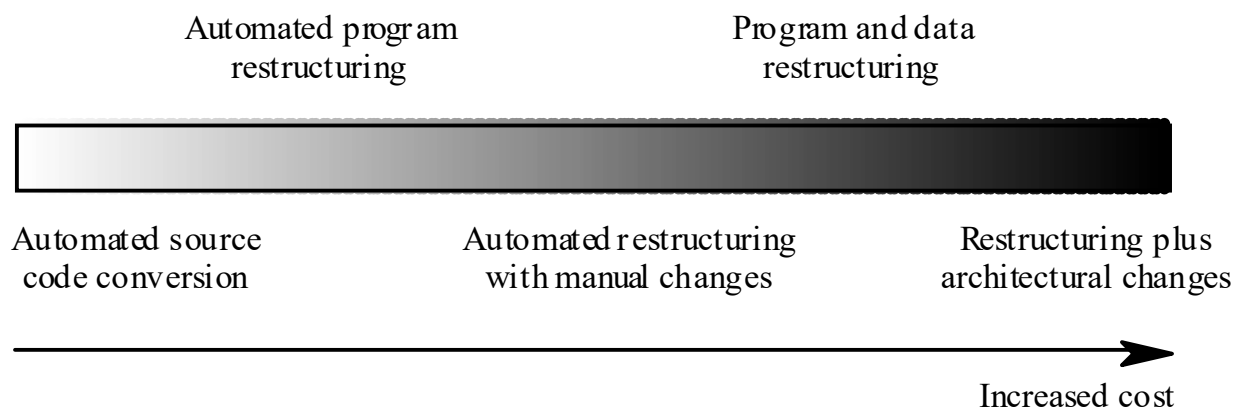 Automated program
restructuring
Program and data
restructuring
Automated source
code conversion
Automated restructuring
with manual changes
Restructuring plus
architectural changes
Increased cost